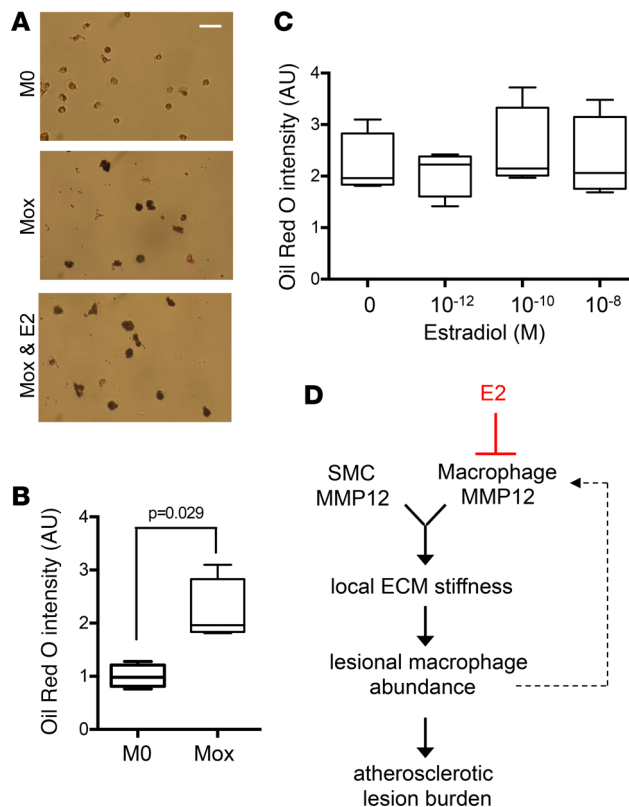 A
M0
Mox
Mox & E2
B
Oil Red O intensity (AU)
4
3
2
1
0
p=0.029
M0
Mox
C
Oil Red O intensity (AU)
4
3
2
1
0
0
10⁻¹²
10⁻¹⁰
10⁻⁸
Estradiol (M)
D
E2
SMC
MMP12
Macrophage
MMP12
local ECM stiffness
lesional macrophage
abundance
atherosclerotic
lesion burden